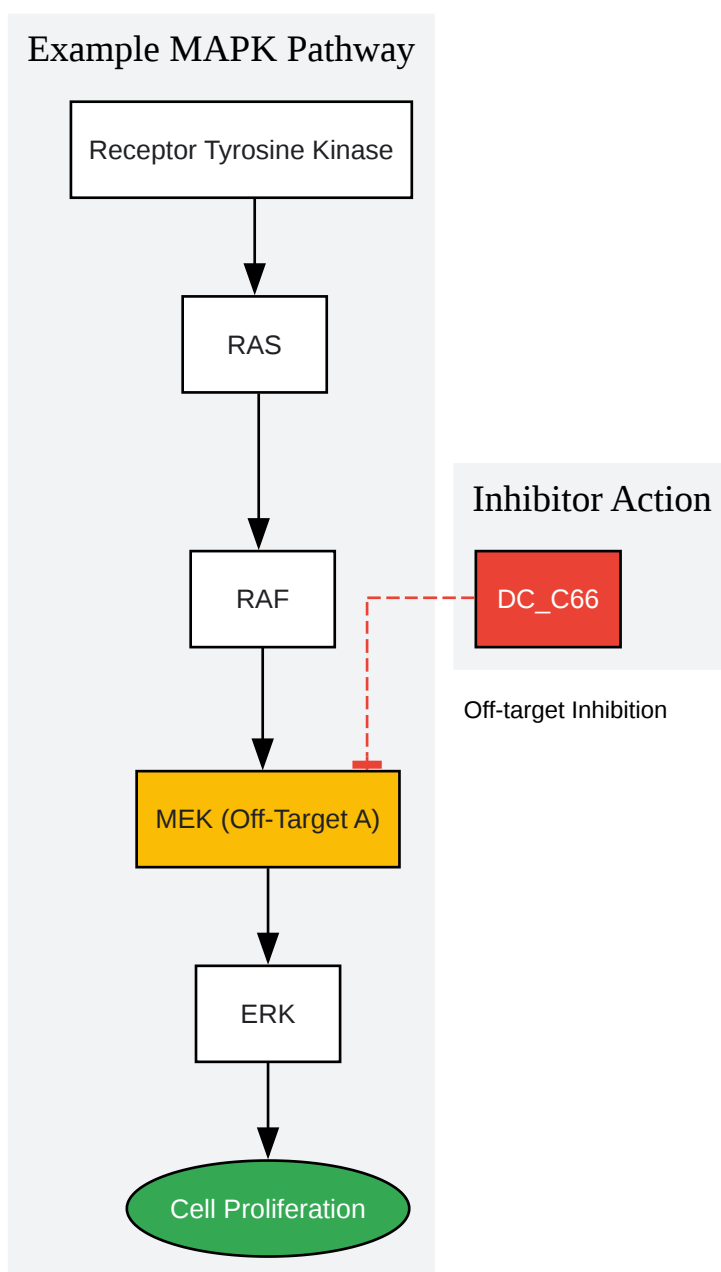 Example MAPK Pathway
Receptor Tyrosine Kinase
RAS
Inhibitor Action
RAF
DC_C66
Off-target Inhibition
MEK (Off-Target A)
ERK
Cell Proliferation